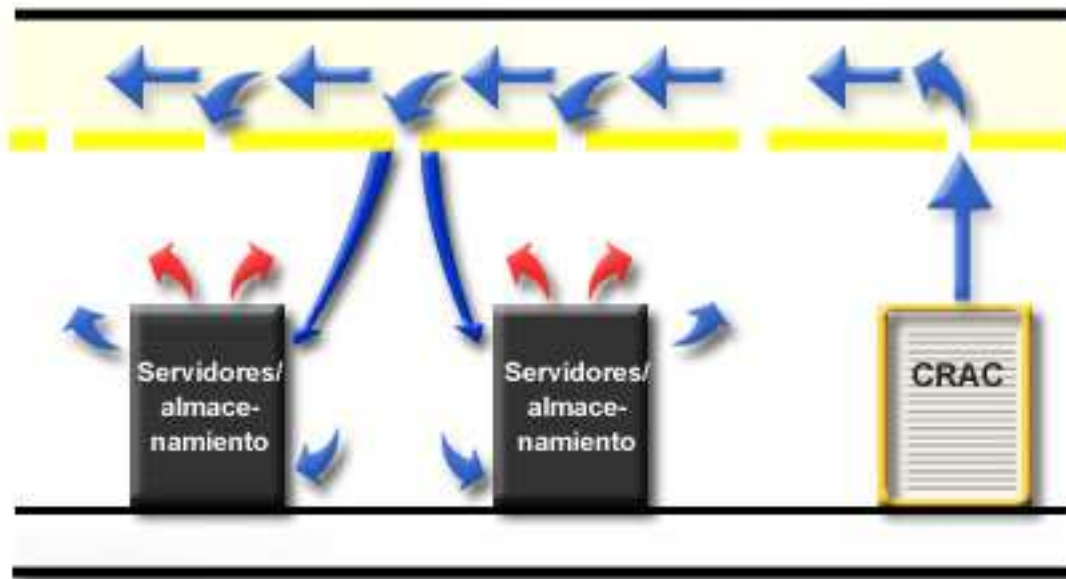 Servidores/
almace-
namiento
Servidores/
almace-
namiento
CRAC